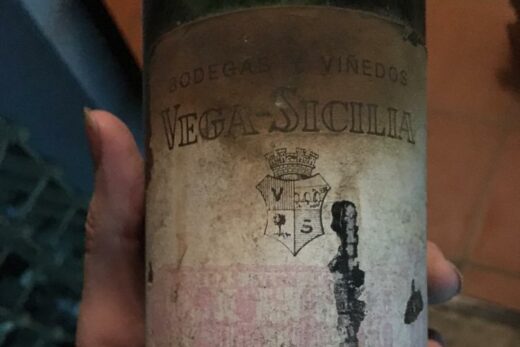 BODEGAS Y VIÑEDOS
VEGA-SICILIA
V
S